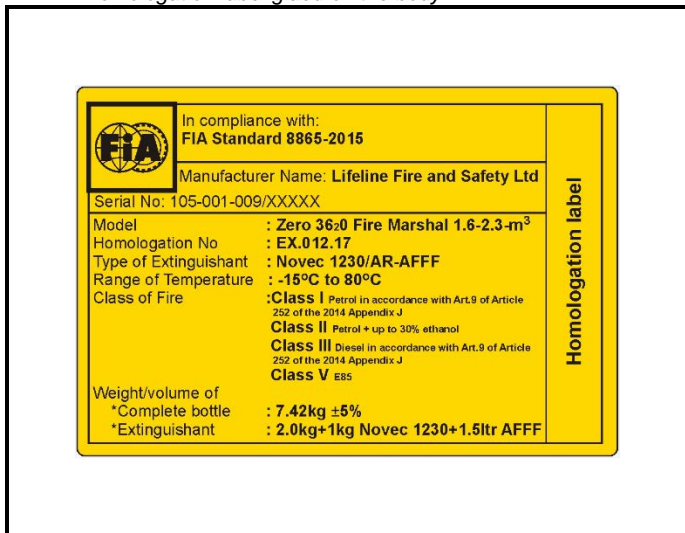 In compliance with:
FIA Standard 8865-2015
FiA
Manufacturer Name: Lifeline Fire and Safety Ltd
Serial No: 105-001-009/XXXXX
Model : Zero 3620 Fire Marshal 1.6-2.3-m³
Homologation No : EX.012.17
Type of Extinguishant : Novec 1230/AR-AFFF
Range of Temperature : -15ºC to 80ºC
Class of Fire :Class I Petrol in accordance with Art.9 of Article
252 of the 2014 Appendix J
Class II Petrol + up to 30% ethanol
Class III Diesel in accordance with Art.9 of Article
252 of the 2014 Appendix J
Class V E85
Weight/volume of
*Complete bottle : 7.42kg ±5%
*Extinguishant : 2.0kg+1kg Novec 1230+1.5ltr AFFF
Homologation label